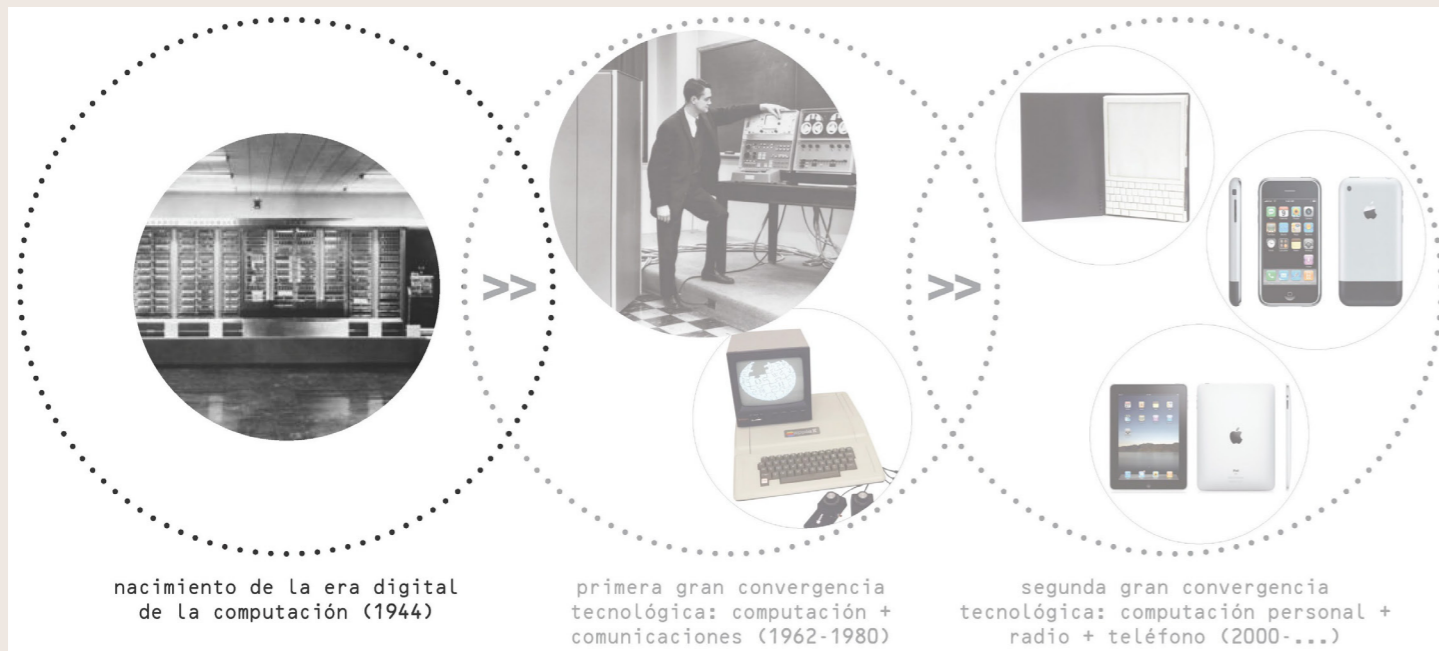 >>
>>
nacimiento de la era digital
de la computación (1944)
primera gran convergencia
tecnológica: computación +
comunicaciones (1962-1980)
segunda gran convergencia
tecnológica: computación personal +
radio + teléfono (2000-...)